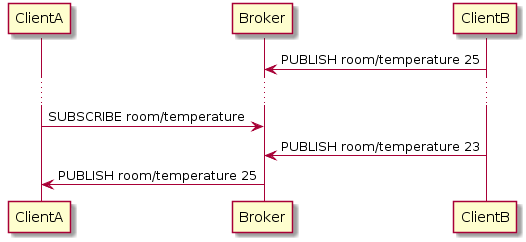 ClientA Broker ClientB
PUBLISH room/temperature 25
SUBSCRIBE room/temperature
PUBLISH room/temperature 23
PUBLISH room/temperature 25
ClientA Broker ClientB